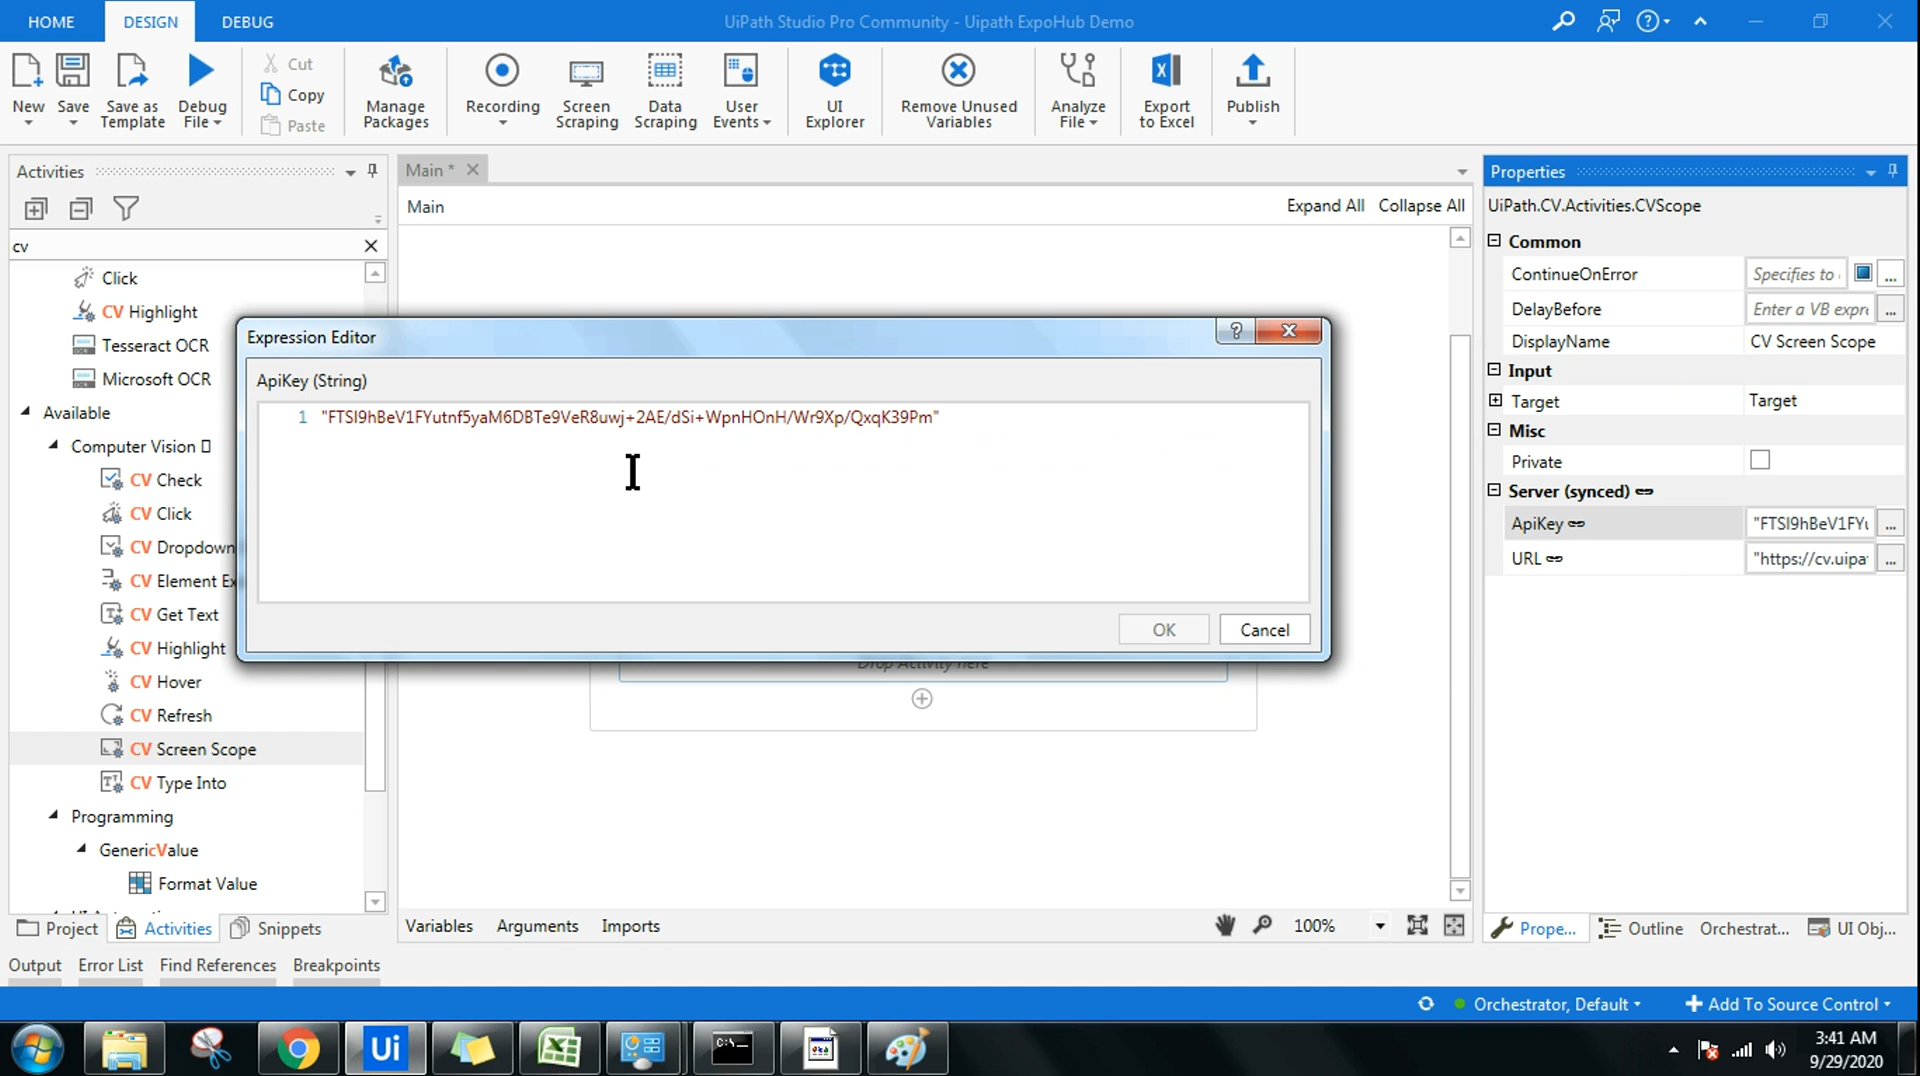 HOME DESIGN DEBUG UiPath Studio Pro Community - Uipath ExpoHub Demo
New
Save
Save as
Template
Debug
File
Cut
Copy
Paste
Manage
Packages
Recording
Screen
Scraping
Data
Scraping
User
Events
UI
Explorer
Remove Unused
Variables
Analyze
File
Export
to Excel
Publish
Activities
cv
Click
CV Highlight
Tesseract OCR
Microsoft OCR
Available
Computer Vision
CV Check
CV Click
CV Dropdown
CV Element Ex
CV Get Text
CV Highlight
CV Hover
CV Refresh
CV Screen Scope
CV Type Into
Programming
GenericValue
Format Value
Project Activities Snippets
Main *
Main Expand All Collapse All
Expression Editor
ApiKey (String)
1 "FTSI9hBeV1FYutnf5yaM6DBTe9VeR8uwj+2AE/dSi+WpnHOnH/Wr9Xp/QxqK39Pm"
OK Cancel
Drop Activity here
Variables Arguments Imports 100%
Properties
UiPath.CV.Activities.CVScope
Common
ContinueOnError Specifies to ...
DelayBefore Enter a VB expre ...
DisplayName CV Screen Scope
Input
Target Target
Misc
Private
Server (synced)
ApiKey "FTSI9hBeV1FYu ...
URL "https://cv.uipa ...
Prope... Outline Orchestrat... UI Obj...
Output Error List Find References Breakpoints
Orchestrator, Default Add To Source Control
Ui
C:\_
3:41 AM
9/29/2020